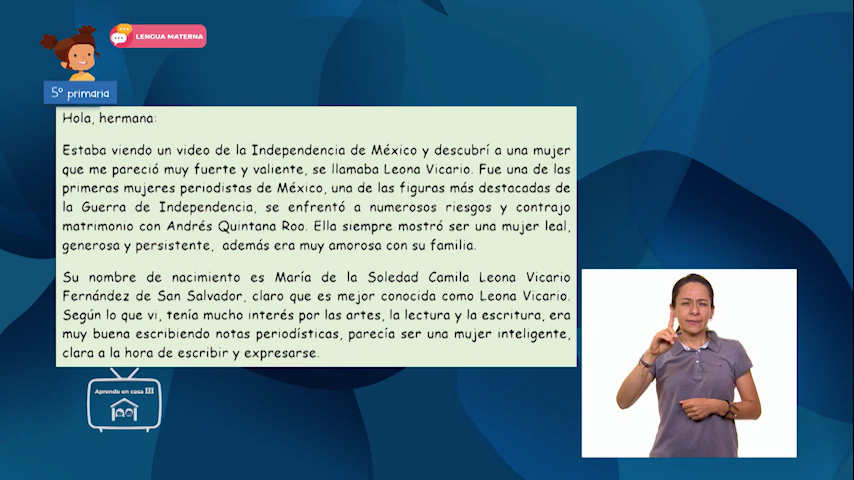 LENGUA MATERNA
5º primaria
Hola, hermana:
Estaba viendo un video de la Independencia de México y descubrí a una mujer
que me pareció muy fuerte y valiente, se llamaba Leona Vicario. Fue una de las
primeras mujeres periodistas de México, una de las figuras más destacadas de
la Guerra de Independencia, se enfrentó a numerosos riesgos y contrajo
matrimonio con Andrés Quintana Roo. Ella siempre mostró ser una mujer leal,
generosa y persistente, además era muy amorosa con su familia.
Su nombre de nacimiento es María de la Soledad Camila Leona Vicario
Fernández de San Salvador, claro que es mejor conocida como Leona Vicario.
Según lo que vi, tenía mucho interés por las artes, la lectura y la escritura, era
muy buena escribiendo notas periodísticas, parecía ser una mujer inteligente,
clara a la hora de escribir y expresarse.
Aprende en casa III